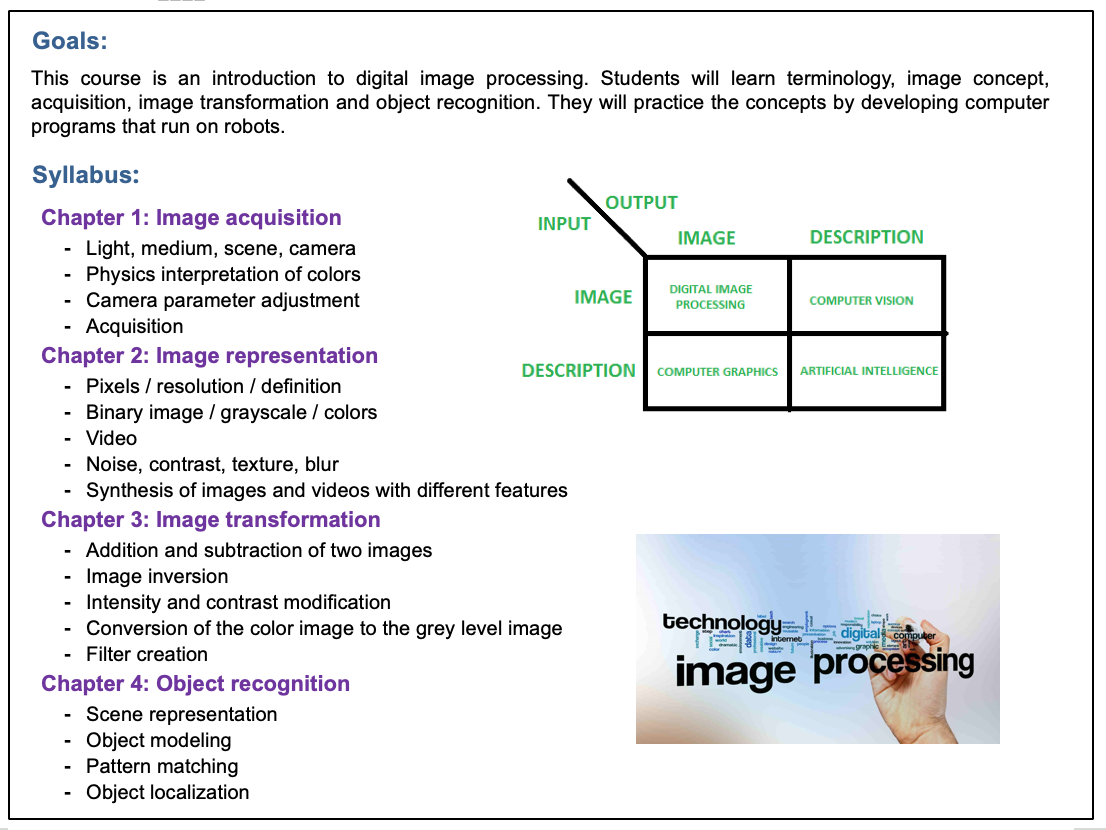 Goals:
This course is an introduction to digital image processing. Students will learn terminology, image concept,
acquisition, image transformation and object recognition. They will practice the concepts by developing computer
programs that run on robots.
Syllabus:
Chapter 1: Image acquisition
- Light, medium, scene, camera
- Physics interpretation of colors
- Camera parameter adjustment
- Acquisition
Chapter 2: Image representation
- Pixels / resolution / definition
- Binary image / grayscale / colors
- Video
- Noise, contrast, texture, blur
- Synthesis of images and videos with different features
Chapter 3: Image transformation
- Addition and subtraction of two images
- Image inversion
- Intensity and contrast modification
- Conversion of the color image to the grey level image
- Filter creation
Chapter 4: Object recognition
- Scene representation
- Object modeling
- Pattern matching
- Object localization
OUTPUT
INPUT
IMAGE DESCRIPTION
IMAGE
DIGITAL IMAGE
PROCESSING
COMPUTER VISION
DESCRIPTION
COMPUTER GRAPHICS
ARTIFICIAL INTELLIGENCE
technology
data
internet
digital
computer
graphic
image processing